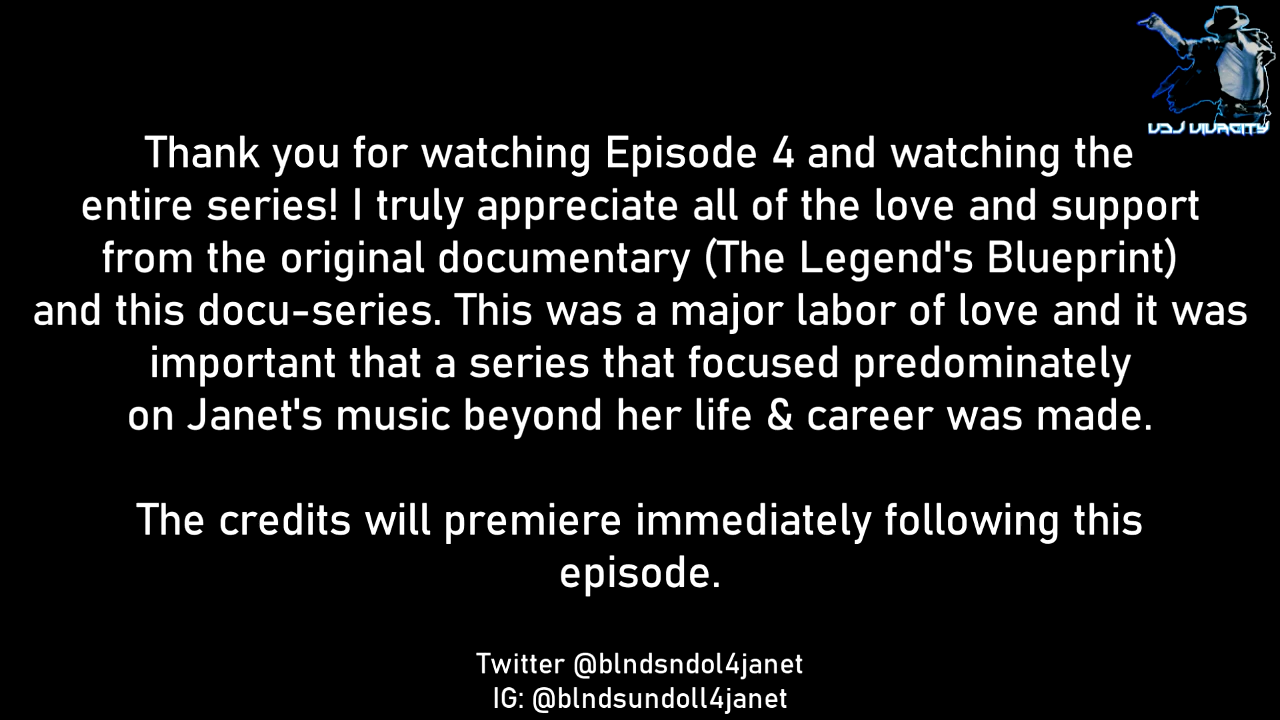 VDJ VIVACITY
Thank you for watching Episode 4 and watching the
entire series! I truly appreciate all of the love and support
from the original documentary (The Legend's Blueprint)
and this docu-series. This was a major labor of love and it was
important that a series that focused predominately
on Janet's music beyond her life & career was made.
The credits will premiere immediately following this
episode.
Twitter @blndsndol4janet
IG: @blndsundoll4janet